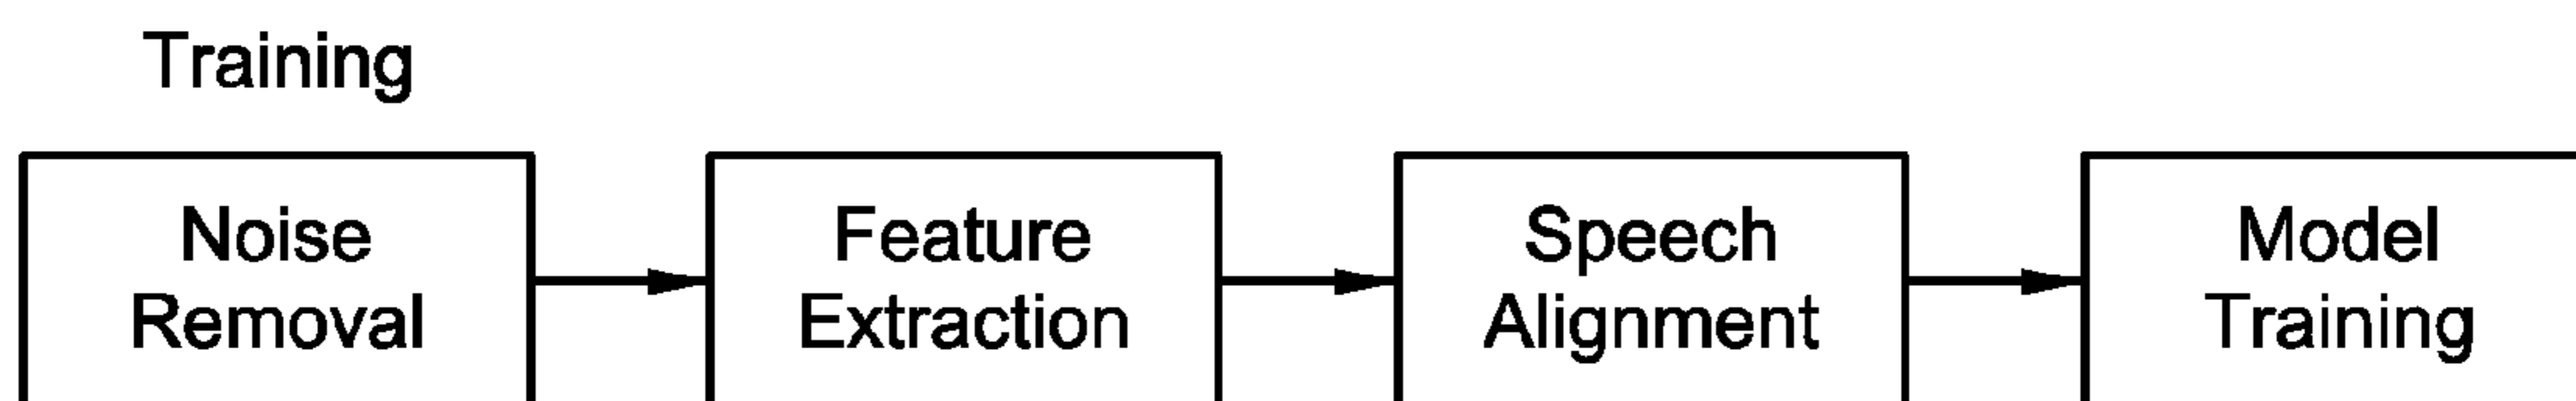 Training
Noise
Removal
Feature
Extraction
Speech
Alignment
Model
Training